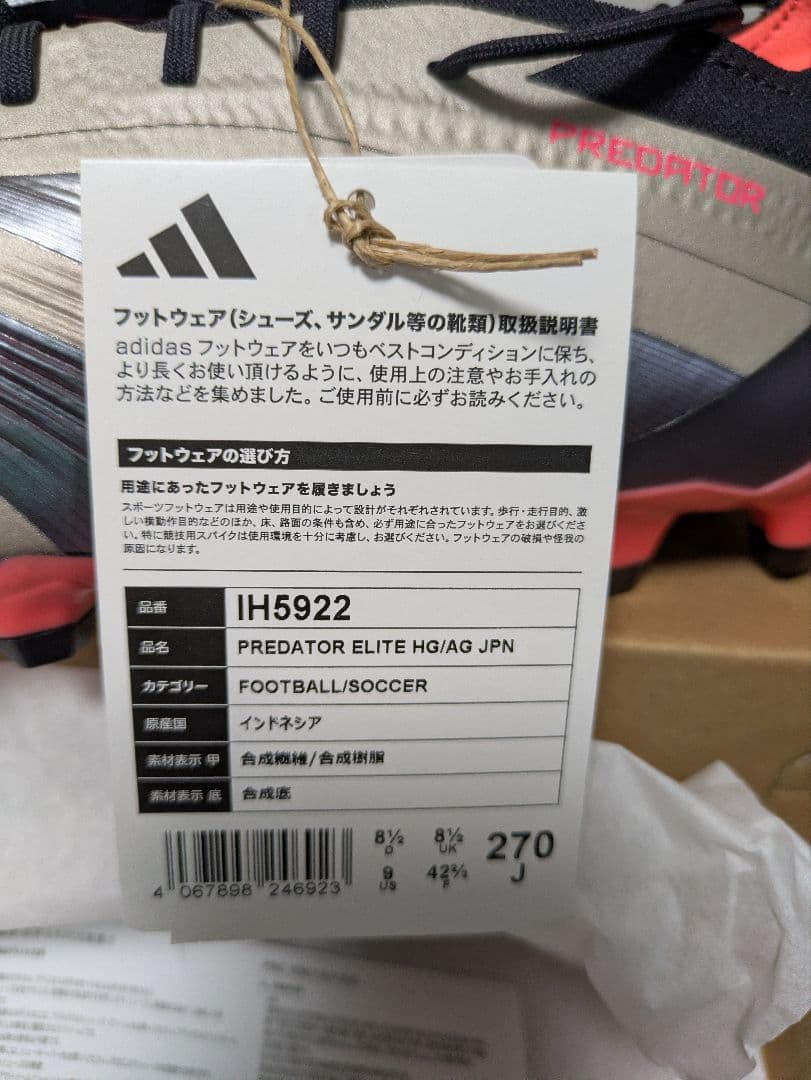 PREDATOR
フットウェア(シューズ、サンダル等の靴類)取扱説明書
adidas フットウェアをいつもベストコンディションに保ち、
より長くお使い頂けるように、使用上の注意やお手入れの
方法などを集めました。ご使用前に必ずお読みください。
フットウェアの選び方
用途にあったフットウェアを履きましょう
スポーツフットウェアは用途や使用目的によって設計がそれぞれされています。歩行・走行目的、激
しい横動作目的などのほか、床、路面の条件も含め、必ず用途に合ったフットウェアをお選びくださ
い。特に競技用スパイクは使用環境を十分に考慮し、お選びください。フットウェアの破損や怪我の
原因になります。
品番 IH5922
品名 PREDATOR ELITE HG/AG JPN
カテゴリー FOOTBALL/SOCCER
原産国 インドネシア
素材表示 甲 合成繊維/合成樹脂
素材表示 底 合成底
8½ D 8½ UK 270 J
9 US 42⅔ F
4 067898 246923